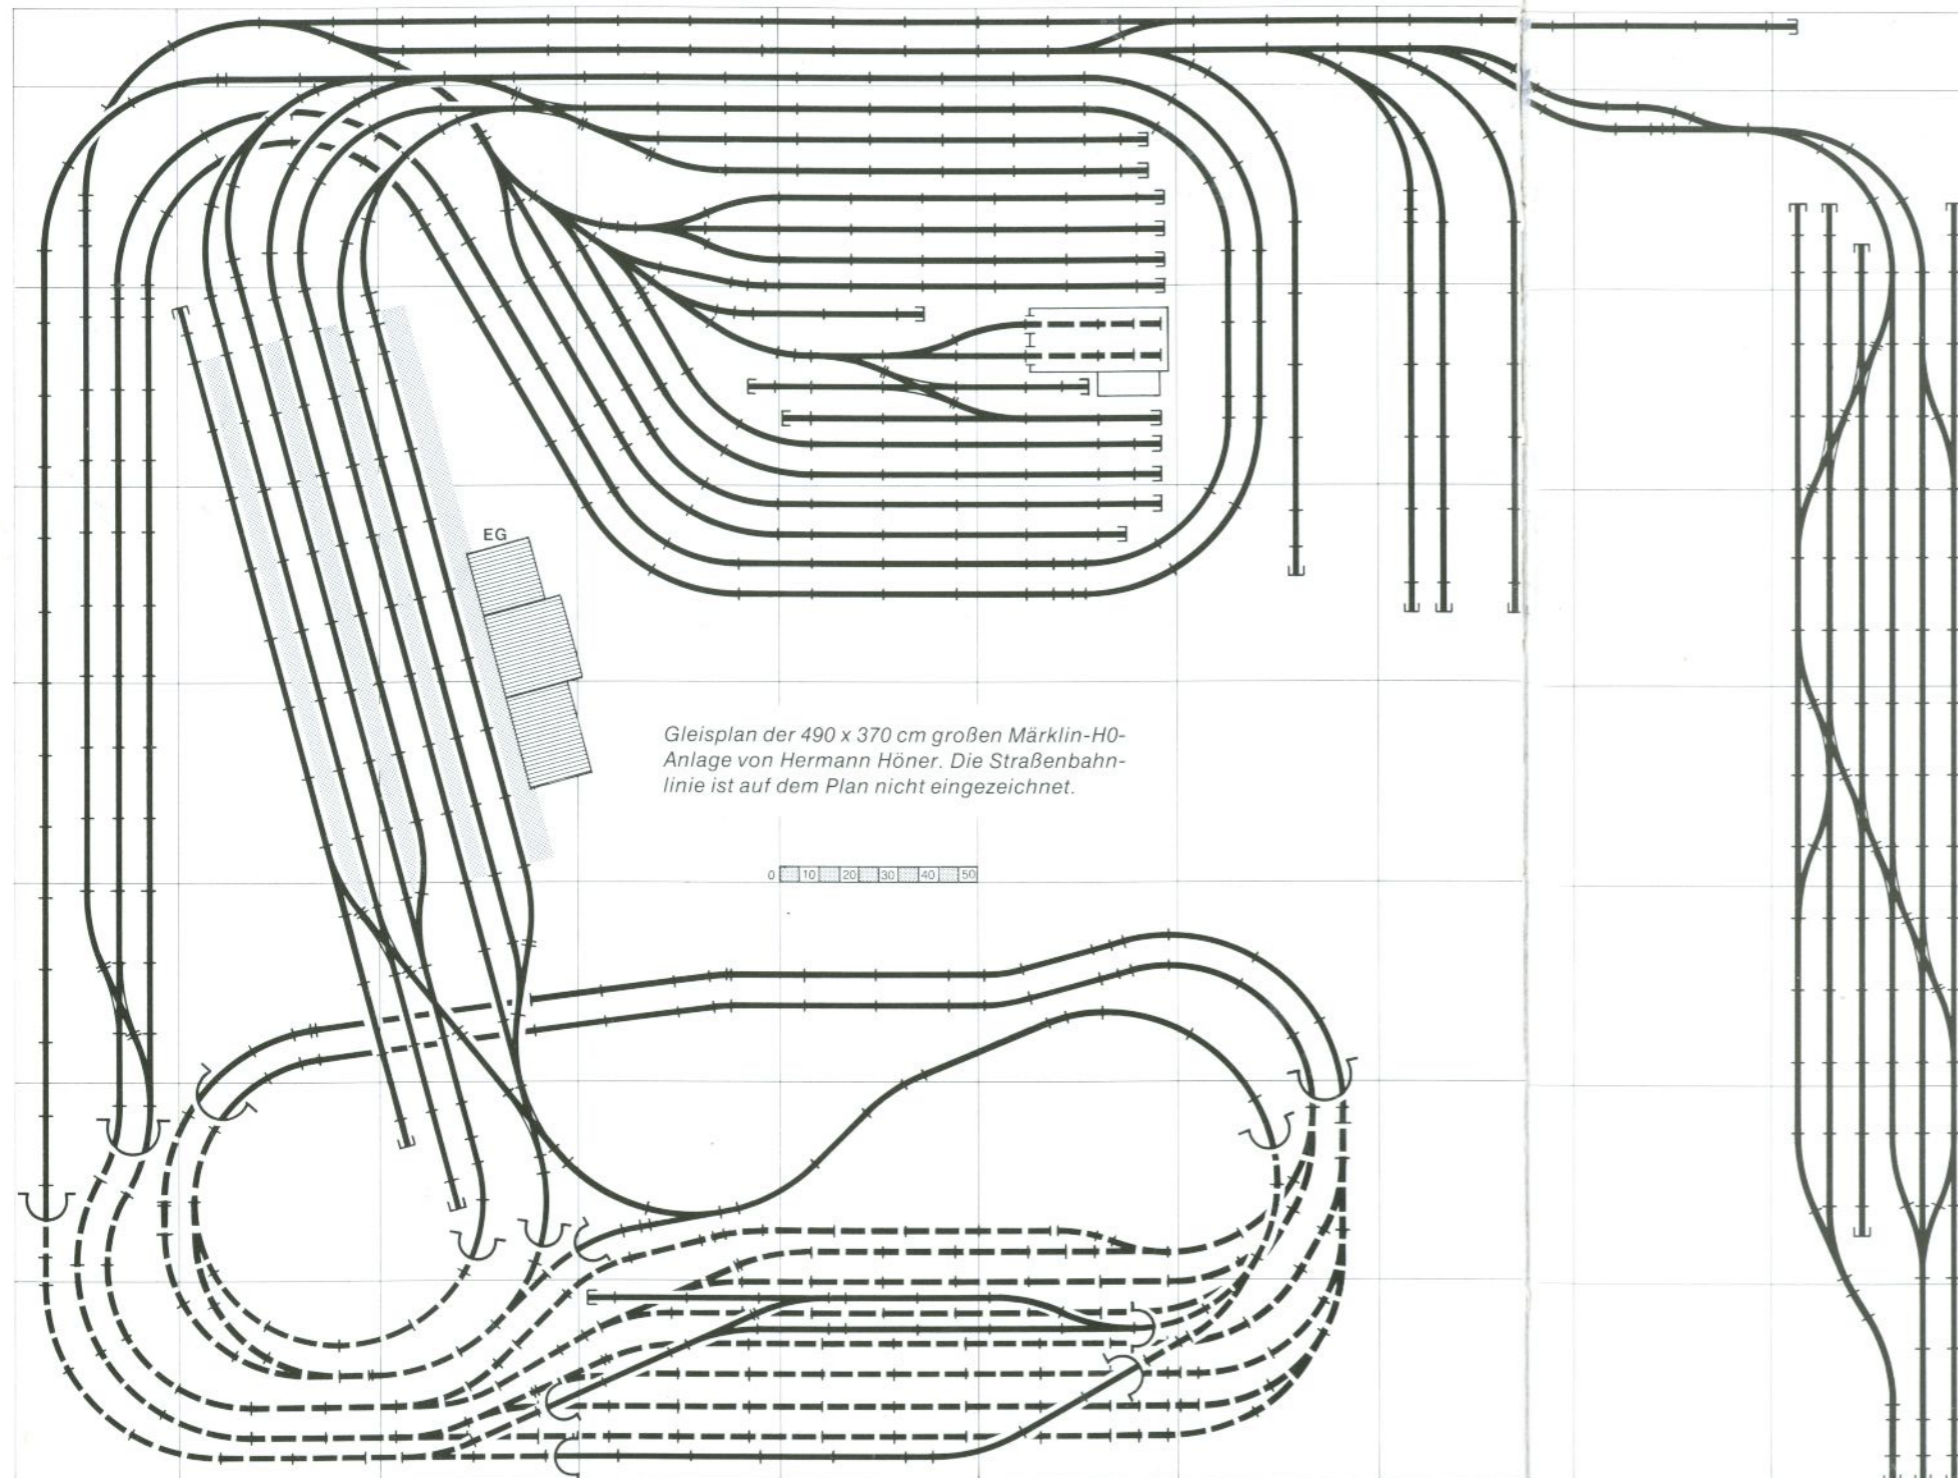 EG
Gleisplan der 490 x 370 cm großen Märklin-H0-
Anlage von Hermann Höner. Die Straßenbahn-
linie ist auf dem Plan nicht eingezeichnet.
0 10 20 30 40 50